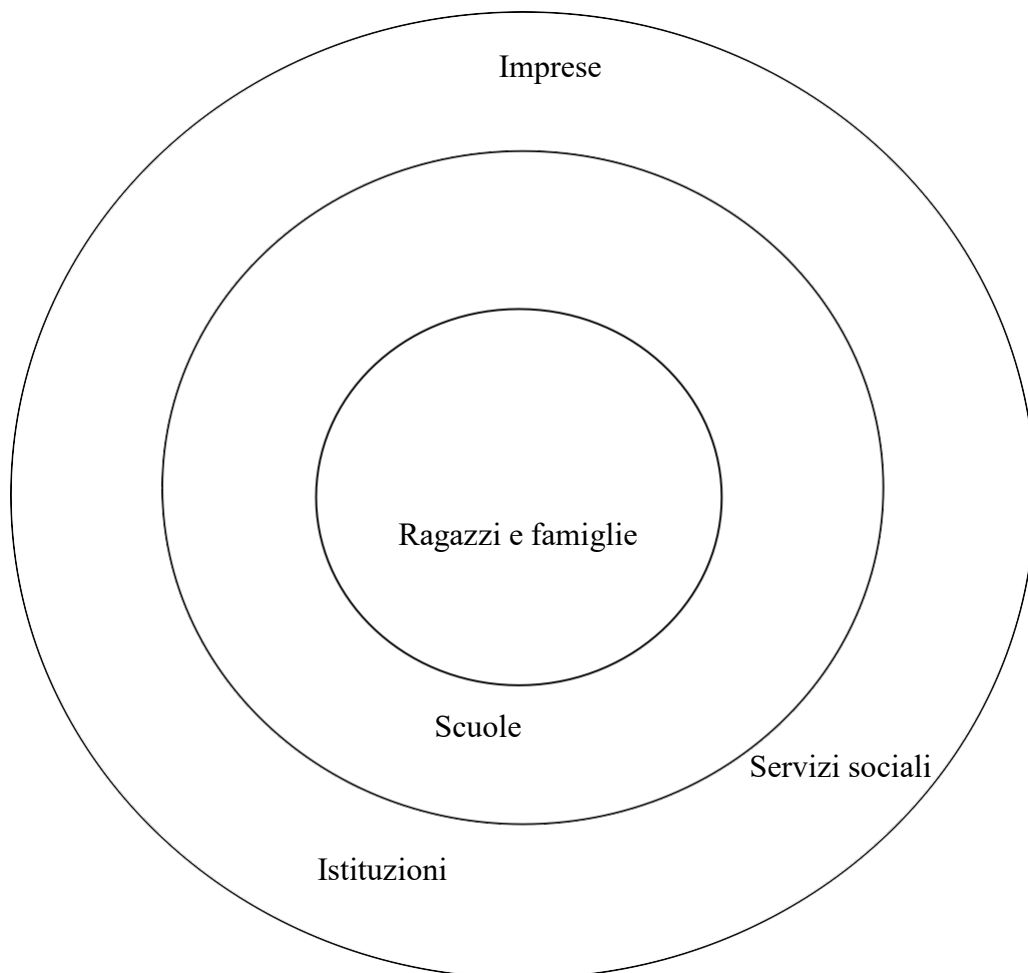 Imprese
Ragazzi e famiglie
Scuole
Servizi sociali
Istituzioni